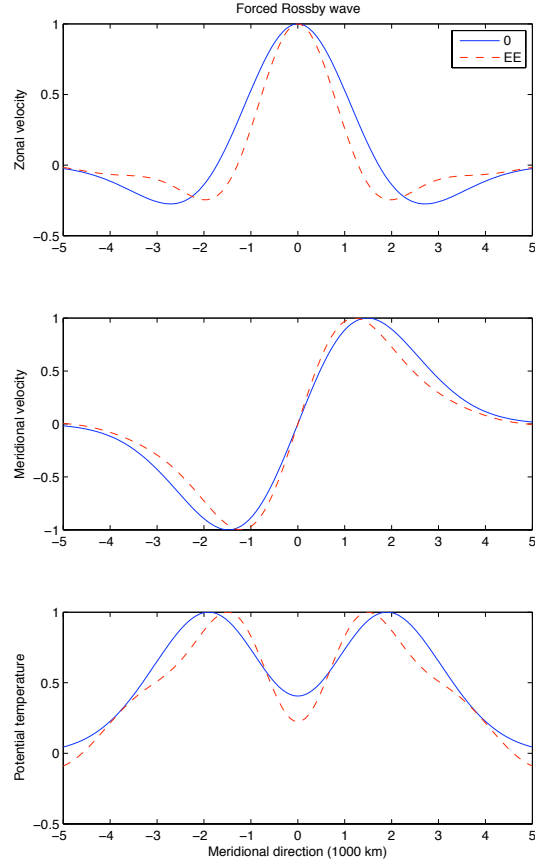 Forced Rossby wave
1
0.5
0
−0.5
Zonal velocity
0
EE
−5 −4 −3 −2 −1 0 1 2 3 4 5
1
0.5
0
−0.5
−1
Meridional velocity
−5 −4 −3 −2 −1 0 1 2 3 4 5
1
0.5
0
−0.5
Potential temperature
−5 −4 −3 −2 −1 0 1 2 3 4 5
Meridional direction (1000 km)